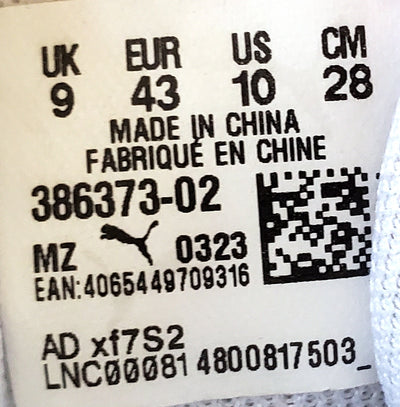 UK EUR US CM
9 43 10 28
MADE IN CHINA
FABRIQUÉ EN CHINE
386373-02
MZ 0323
EAN:4065449709316
AD xf7S2
LNC00081 4800817503_